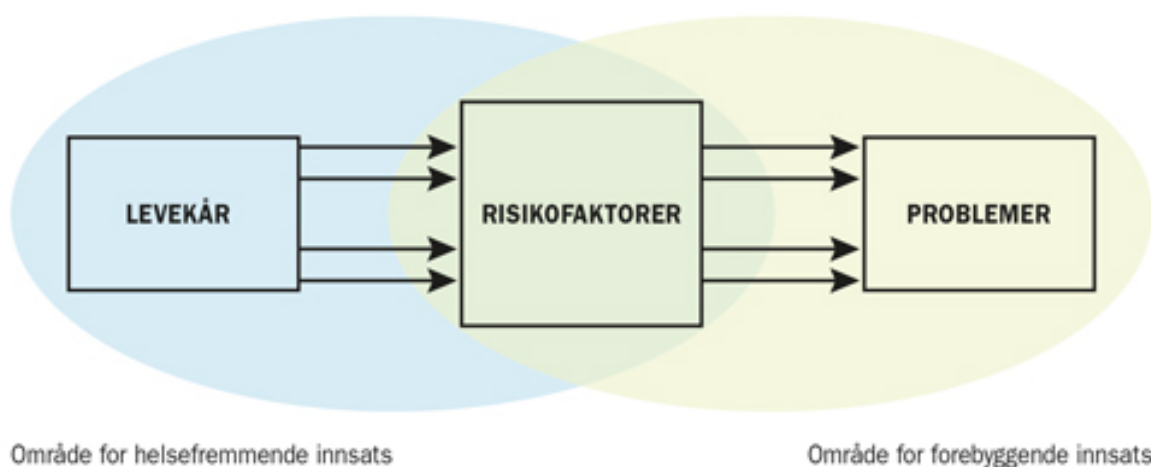 LEVEKÅR
RISIKOFAKTORER
PROBLEMER
Område for helsefremmende innsats
Område for forebyggende innsats